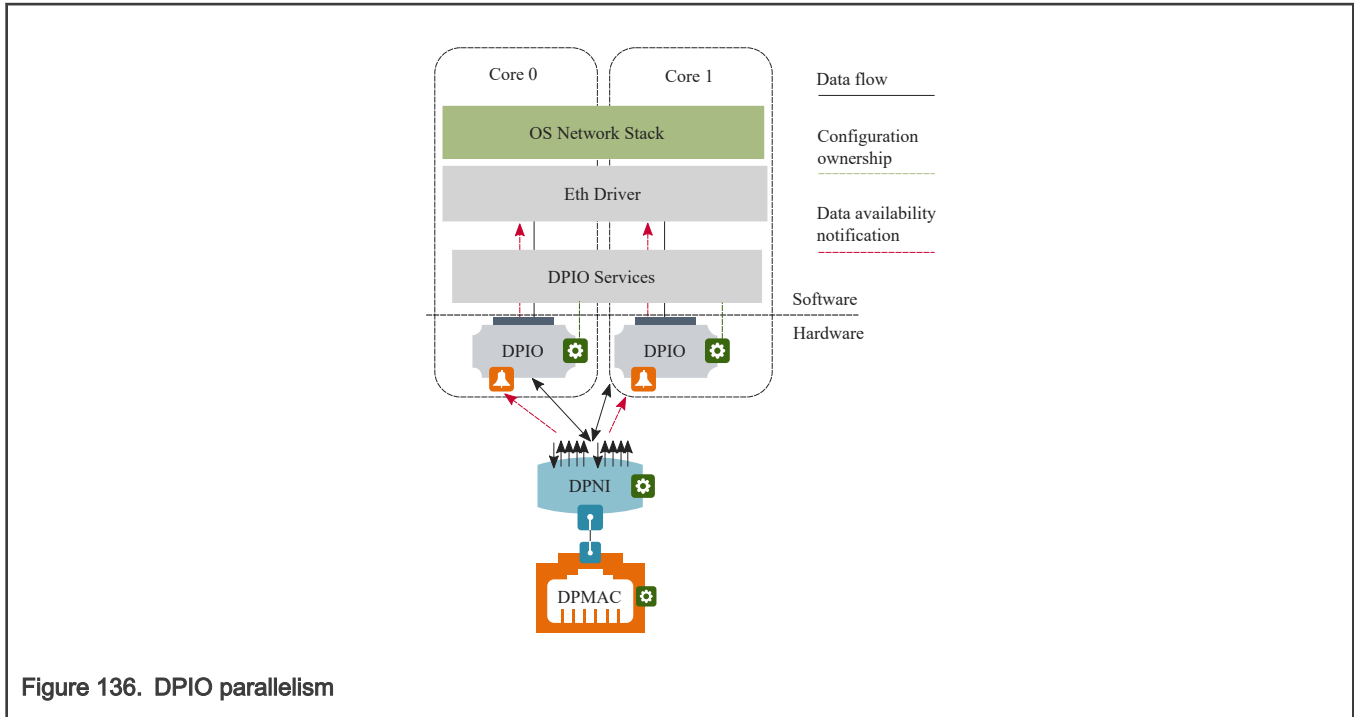 Core 0
Core 1
Data flow
OS Network Stack
Configuration
ownership
Eth Driver
Data availability
notification
DPIO Services
Software
Hardware
DPIO
DPIO
DPNI
DPMAC
Figure 136. DPIO parallelism